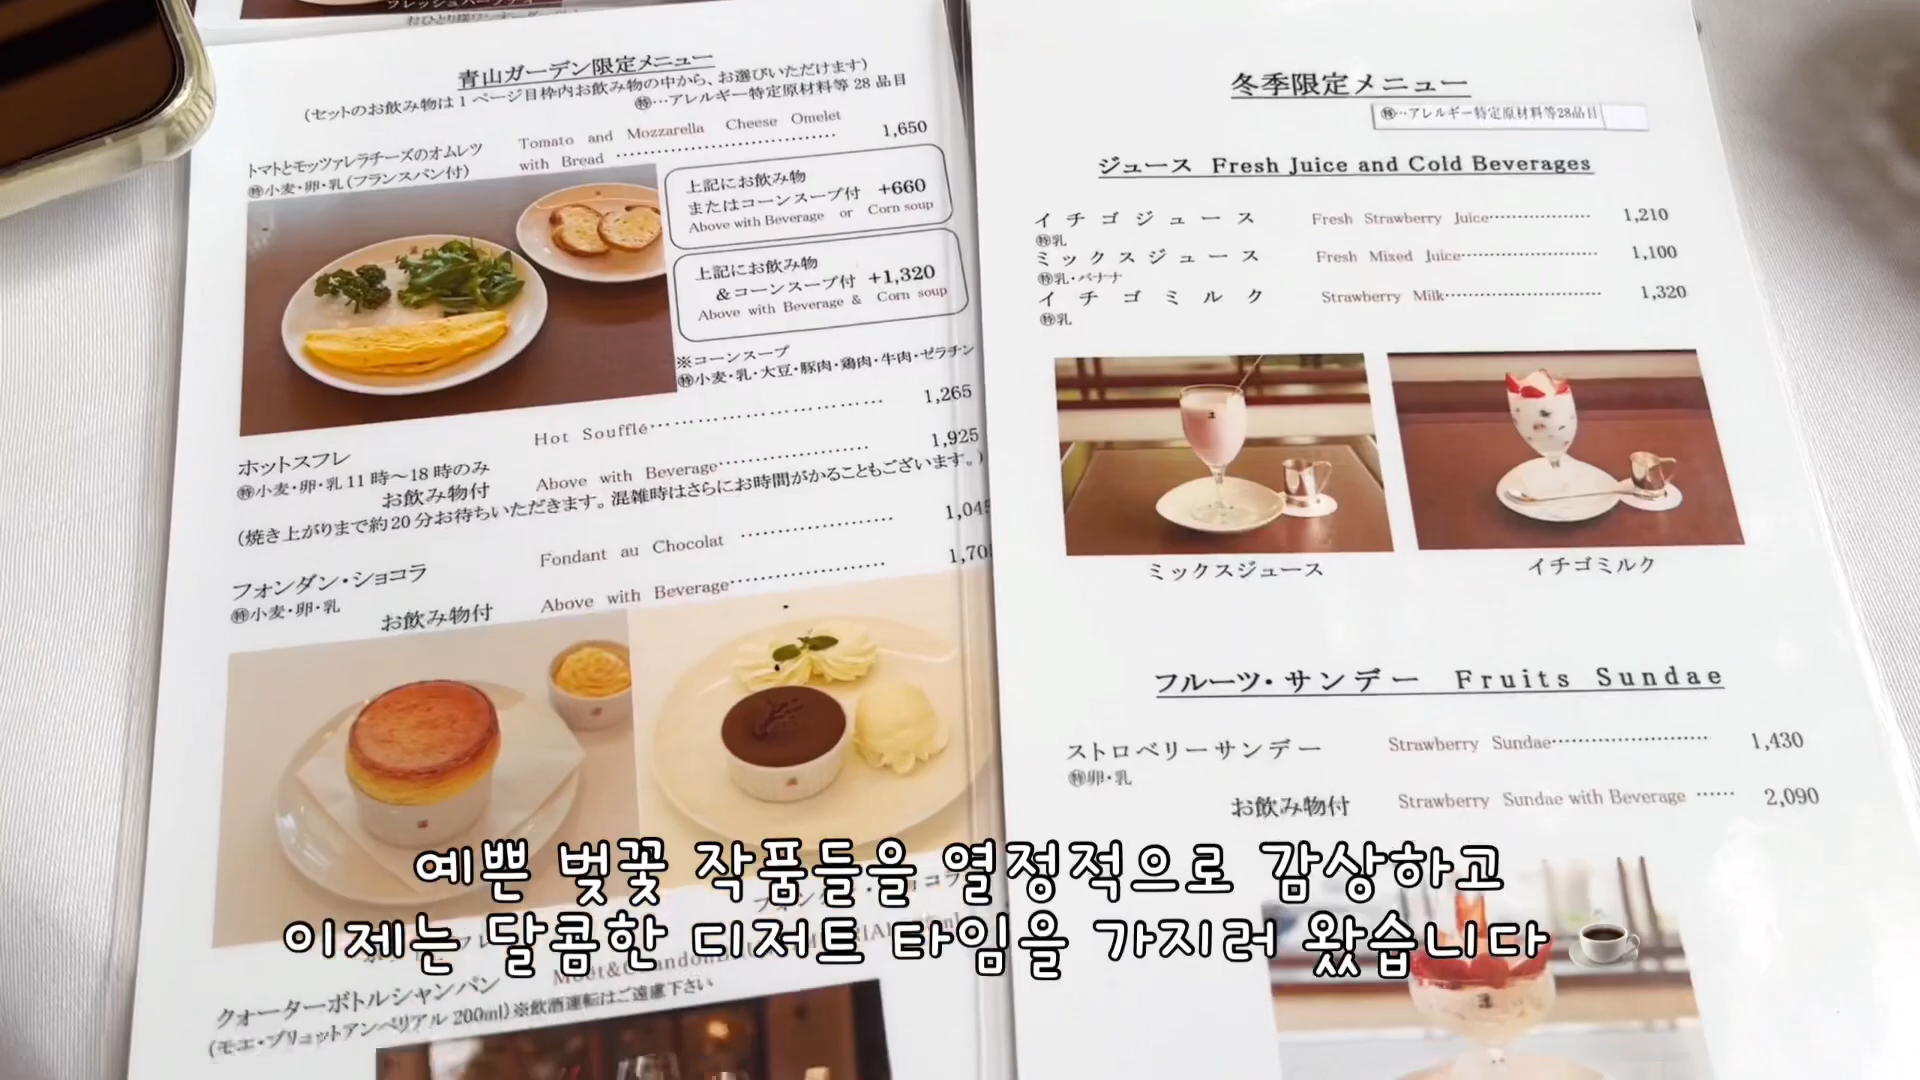 フレッシュハーブティー
青山ガーデン限定メニュー
(セットのお飲み物は1ページ目枠内お飲み物の中から、お選びいただけます)
㊕…アレルギー特定原材料等 28 品目
トマトとモッツァレラチーズのオムレツ
㊕小麦・卵・乳(フランスパン付)
Tomato and Mozzarella Cheese Omelet
with Bread ………………………… 1,650
上記にお飲み物
またはコーンスープ付 +660
Above with Beverage or Corn soup
上記にお飲み物
&コーンスープ付 +1,320
Above with Beverage & Corn soup
※コーンスープ
㊕小麦・乳・大豆・豚肉・鶏肉・牛肉・ゼラチン
ホットスフレ Hot Soufflé………………………… 1,265
㊕小麦・卵・乳 11 時～18 時のみ
お飲み物付 Above with Beverage………………… 1,925
(焼き上がりまで約20分お待ちいただきます。混雑時はさらにお時間がかることもございます。)
フォンダン・ショコラ Fondant au Chocolat …………………
㊕小麦・卵・乳
お飲み物付 Above with Beverage…………………
クォーターボトルシャンパン
(モエ・ブリュットアンペリアル 200ml)※飲酒運転はご遠慮下さい
冬季限定メニュー
㊕…アレルギー特定原材料等28品目
ジュース Fresh Juice and Cold Beverages
イチゴジュース Fresh Strawberry Juice……………… 1,210
㊕乳
ミックスジュース Fresh Mixed Juice……………… 1,100
㊕乳・バナナ
イチゴミルク Strawberry Milk……………… 1,320
㊕乳
ミックスジュース
イチゴミルク
フルーツ・サンデー Fruits Sundae
ストロベリーサンデー Strawberry Sundae……………… 1,430
㊕卵・乳
お飲み物付 Strawberry Sundae with Beverage …… 2,090
예쁜 벚꽃 작품들을 열정적으로 감상하고
이제는 달콤한 디저트 타임을 가지러 왔습니다 ☕